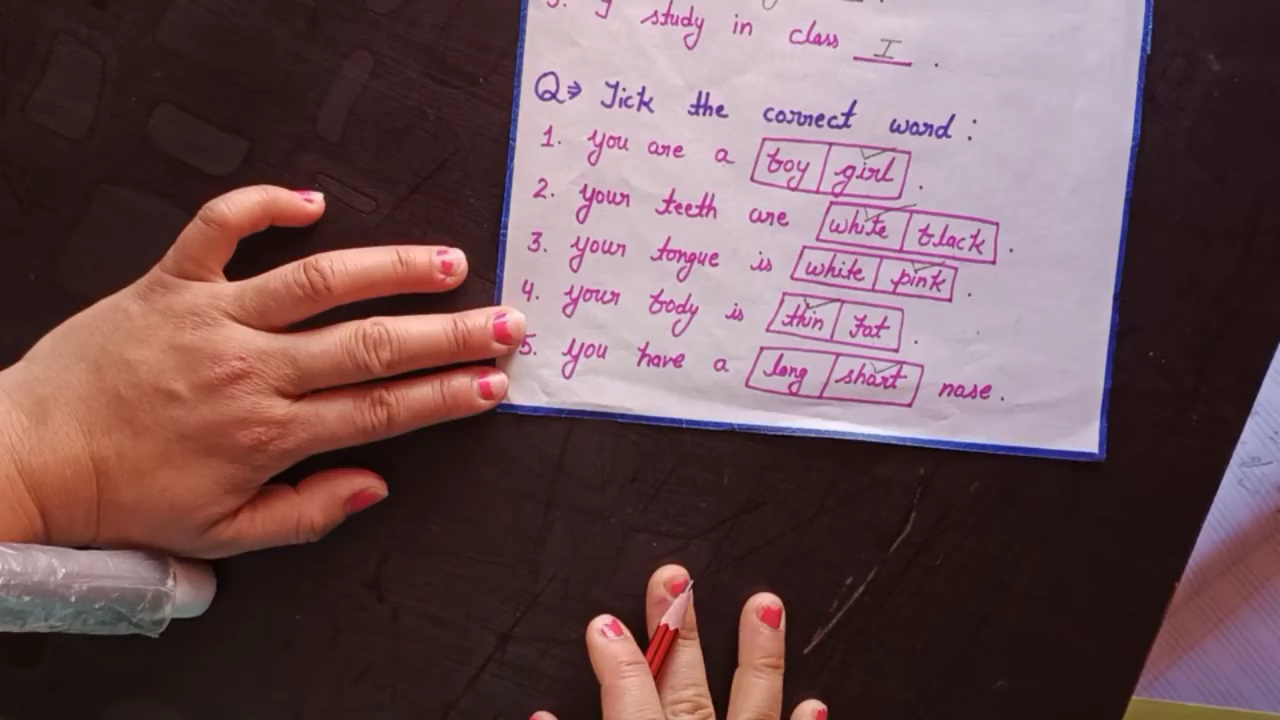 3. I study in class I.
Q⇒ Tick the correct word:
1. you are a boy girl.
2. your teeth are white black.
3. your tongue is white pink.
4. your body is thin fat.
5. you have a long short nose.